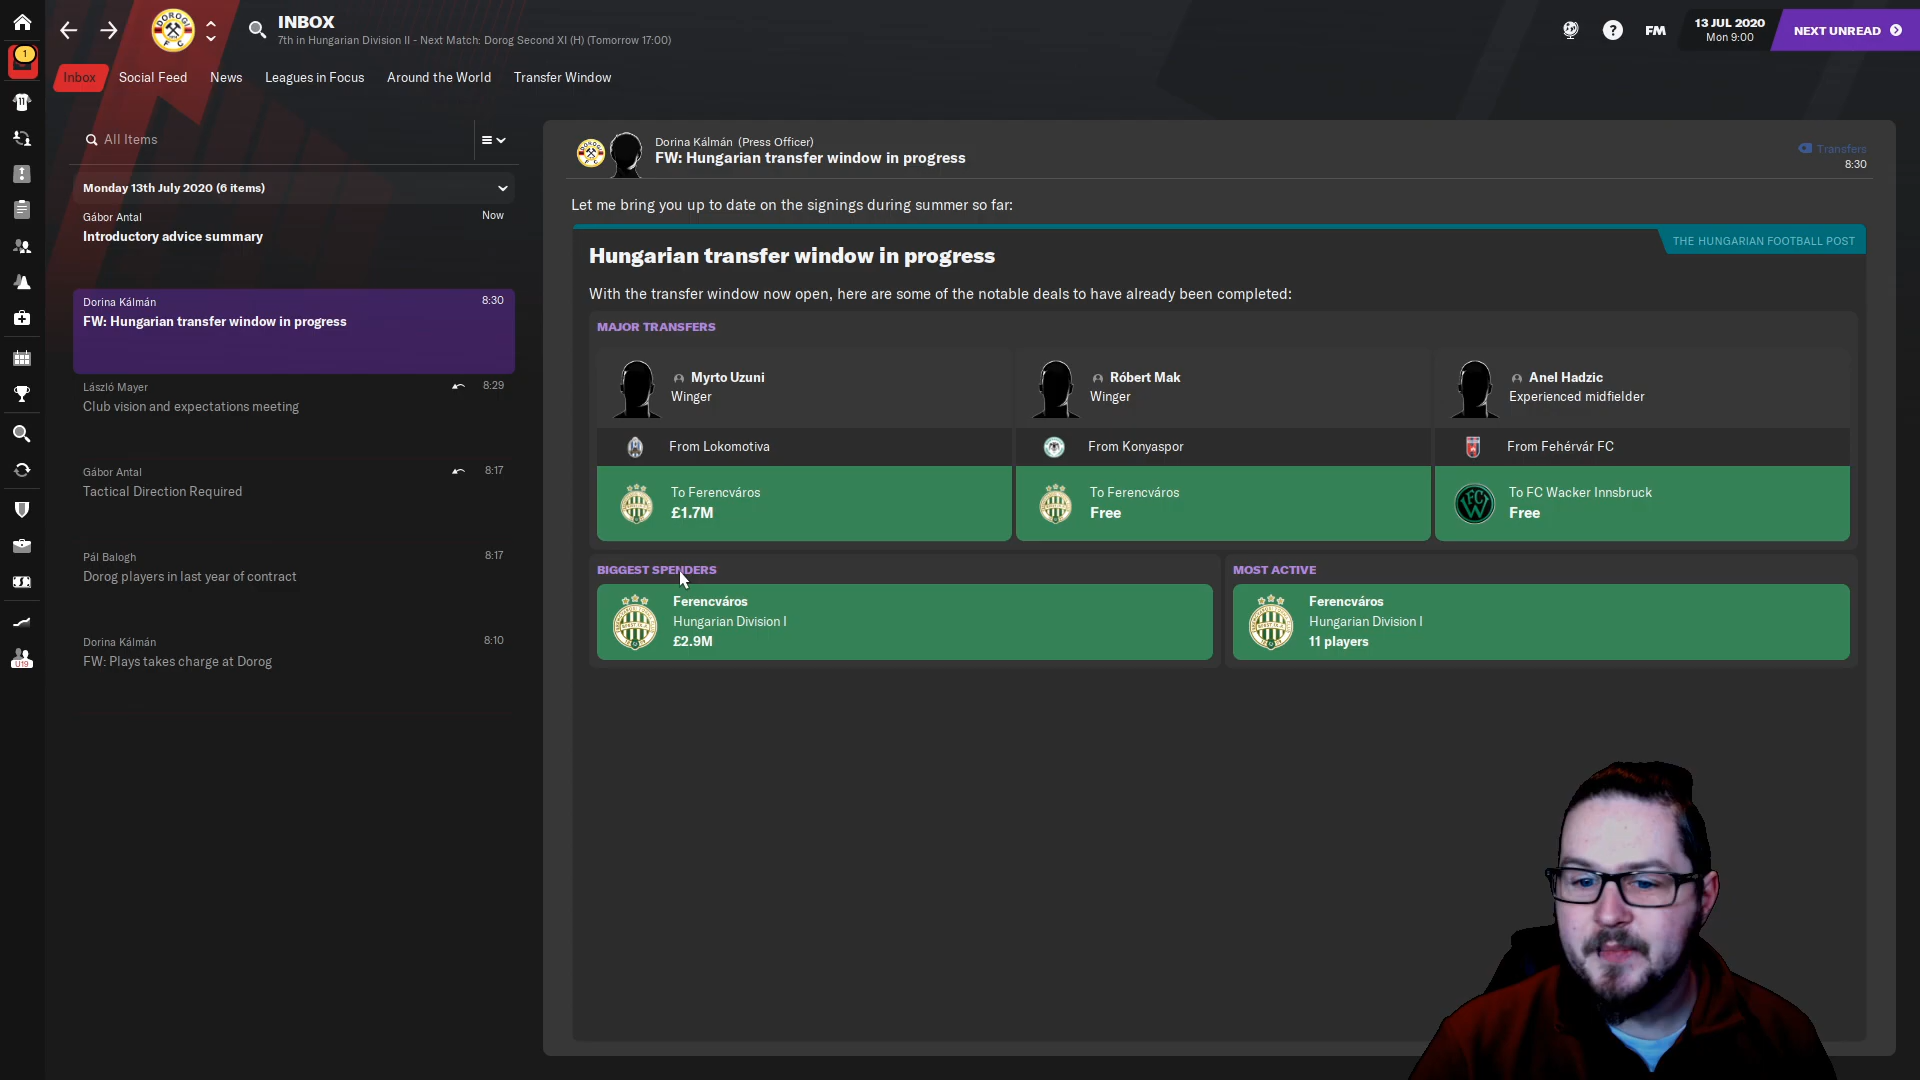 INBOX
7th in Hungarian Division II - Next Match: Dorog Second XI (H) (Tomorrow 17:00)
FM
13 JUL 2020
Mon 9:00
NEXT UNREAD
1
Inbox
Social Feed
News
Leagues in Focus
Around the World
Transfer Window
All Items
Monday 13th July 2020 (6 items)
Gábor Antal
Now
Introductory advice summary
Dorina Kálmán
8:30
FW: Hungarian transfer window in progress
László Mayer
8:29
Club vision and expectations meeting
Gábor Antal
8:17
Tactical Direction Required
Pál Balogh
8:17
Dorog players in last year of contract
Dorina Kálmán
8:10
FW: Plays takes charge at Dorog
U19
Dorina Kálmán (Press Officer)
FW: Hungarian transfer window in progress
Transfers
8:30
Let me bring you up to date on the signings during summer so far:
THE HUNGARIAN FOOTBALL POST
Hungarian transfer window in progress
With the transfer window now open, here are some of the notable deals to have already been completed:
MAJOR TRANSFERS
Myrto Uzuni
Winger
From Lokomotiva
To Ferencváros
£1.7M
Róbert Mak
Winger
From Konyaspor
To Ferencváros
Free
Anel Hadzic
Experienced midfielder
From Fehérvár FC
To FC Wacker Innsbruck
Free
BIGGEST SPENDERS
Ferencváros
Hungarian Division I
£2.9M
MOST ACTIVE
Ferencváros
Hungarian Division I
11 players